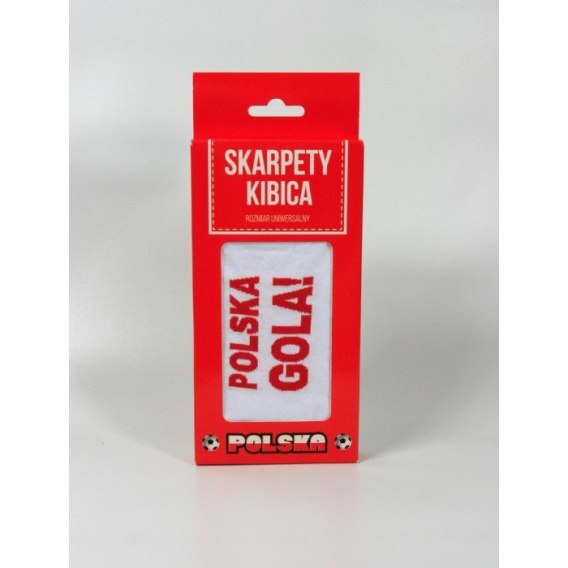 SKARPETY
KIBICA
ROZMIAR UNIWERSALNY
POLSKA
GOLA!
POLSKA